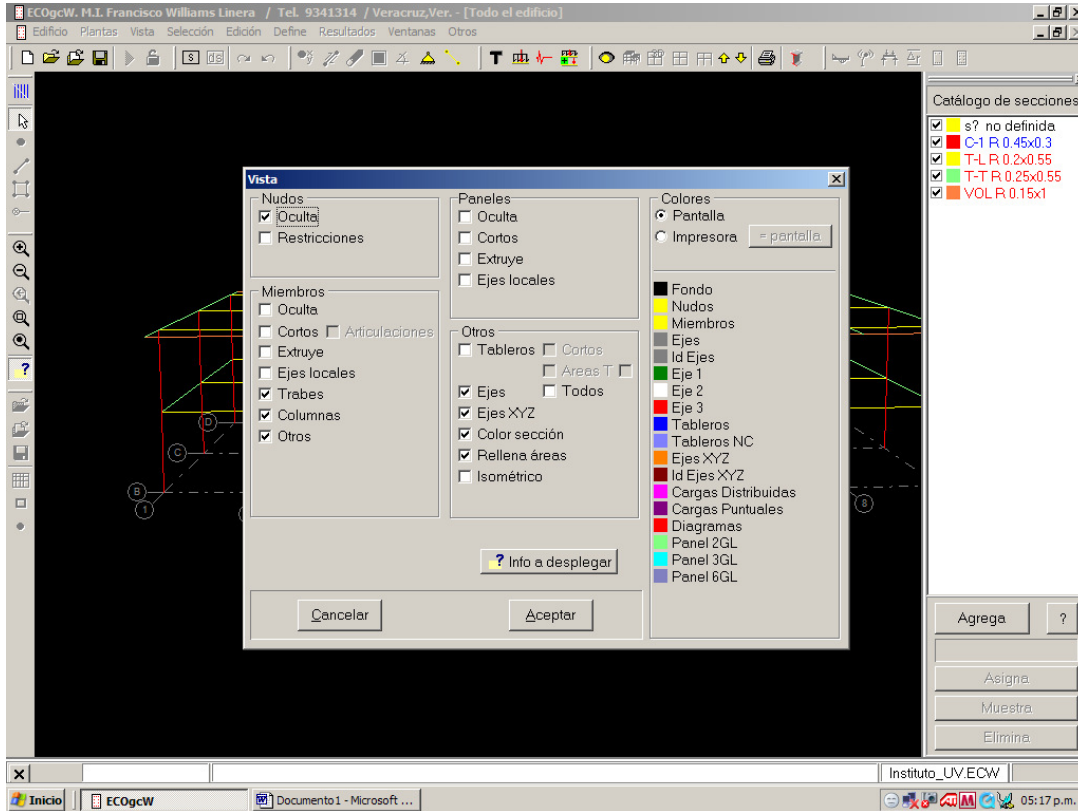 ECOgcW. M.I. Francisco Williams Linera / Tel. 9341314 / Veracruz,Ver. - [Todo el edificio]
Edificio Plantas Vista Selección Edición Define Resultados Ventanas Otros
Catálogo de secciones
s? no definida
C-1 R 0.45x0.3
T-L R 0.2x0.55
T-T R 0.25x0.55
VOL R 0.15x1
Vista
Nudos
Oculta
Restricciones
Miembros
Oculta
Cortos Articulaciones
Extruye
Ejes locales
Trabes
Columnas
Otros
Paneles
Oculta
Cortos
Extruye
Ejes locales
Otros
Tableros Cortos
Areas T
Ejes Todos
Ejes XYZ
Color sección
Rellena áreas
Isométrico
? Info a desplegar
Cancelar
Aceptar
Colores
Pantalla
Impresora = pantalla
Fondo
Nudos
Miembros
Ejes
Id Ejes
Eje 1
Eje 2
Eje 3
Tableros
Tableros NC
Ejes XYZ
Id Ejes XYZ
Cargas Distribuidas
Cargas Puntuales
Diagramas
Panel 2GL
Panel 3GL
Panel 6GL
D
C
B
1
8
Agrega ?
Asigna
Muestra
Elimina
Instituto_UV.ECW
Inicio ECOgcW Documento1 - Microsoft ... 05:17 p.m.